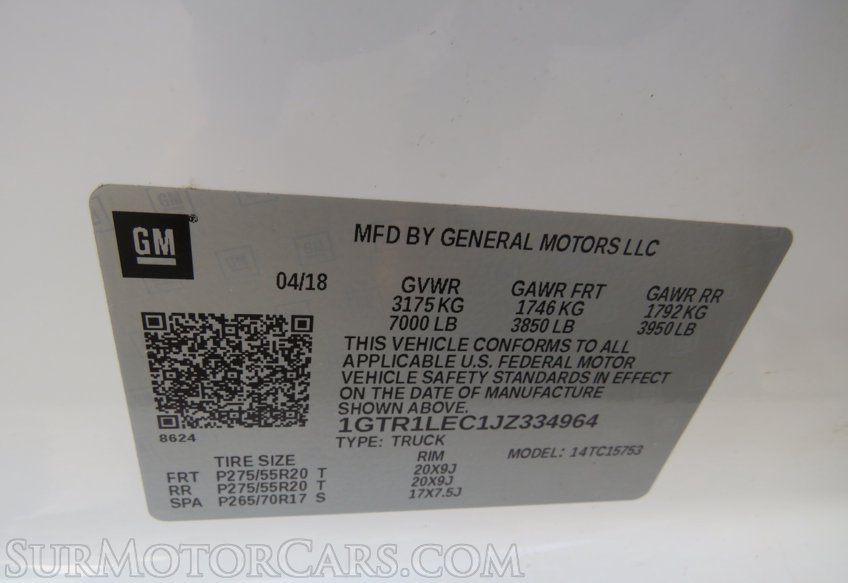 GM
®
MFD BY GENERAL MOTORS LLC
04/18 GVWR GAWR FRT GAWR RR
3175 KG 1746 KG 1792 KG
7000 LB 3850 LB 3950 LB
THIS VEHICLE CONFORMS TO ALL
APPLICABLE U.S. FEDERAL MOTOR
VEHICLE SAFETY STANDARDS IN EFFECT
ON THE DATE OF MANUFACTURE
SHOWN ABOVE.
1GTR1LEC1JZ334964
8624
TYPE: TRUCK MODEL: 14TC15753
TIRE SIZE RIM
FRT P275/55R20 T 20X9J
RR P275/55R20 T 20X9J
SPA P265/70R17 S 17X7.5J
SurMotorCars.com